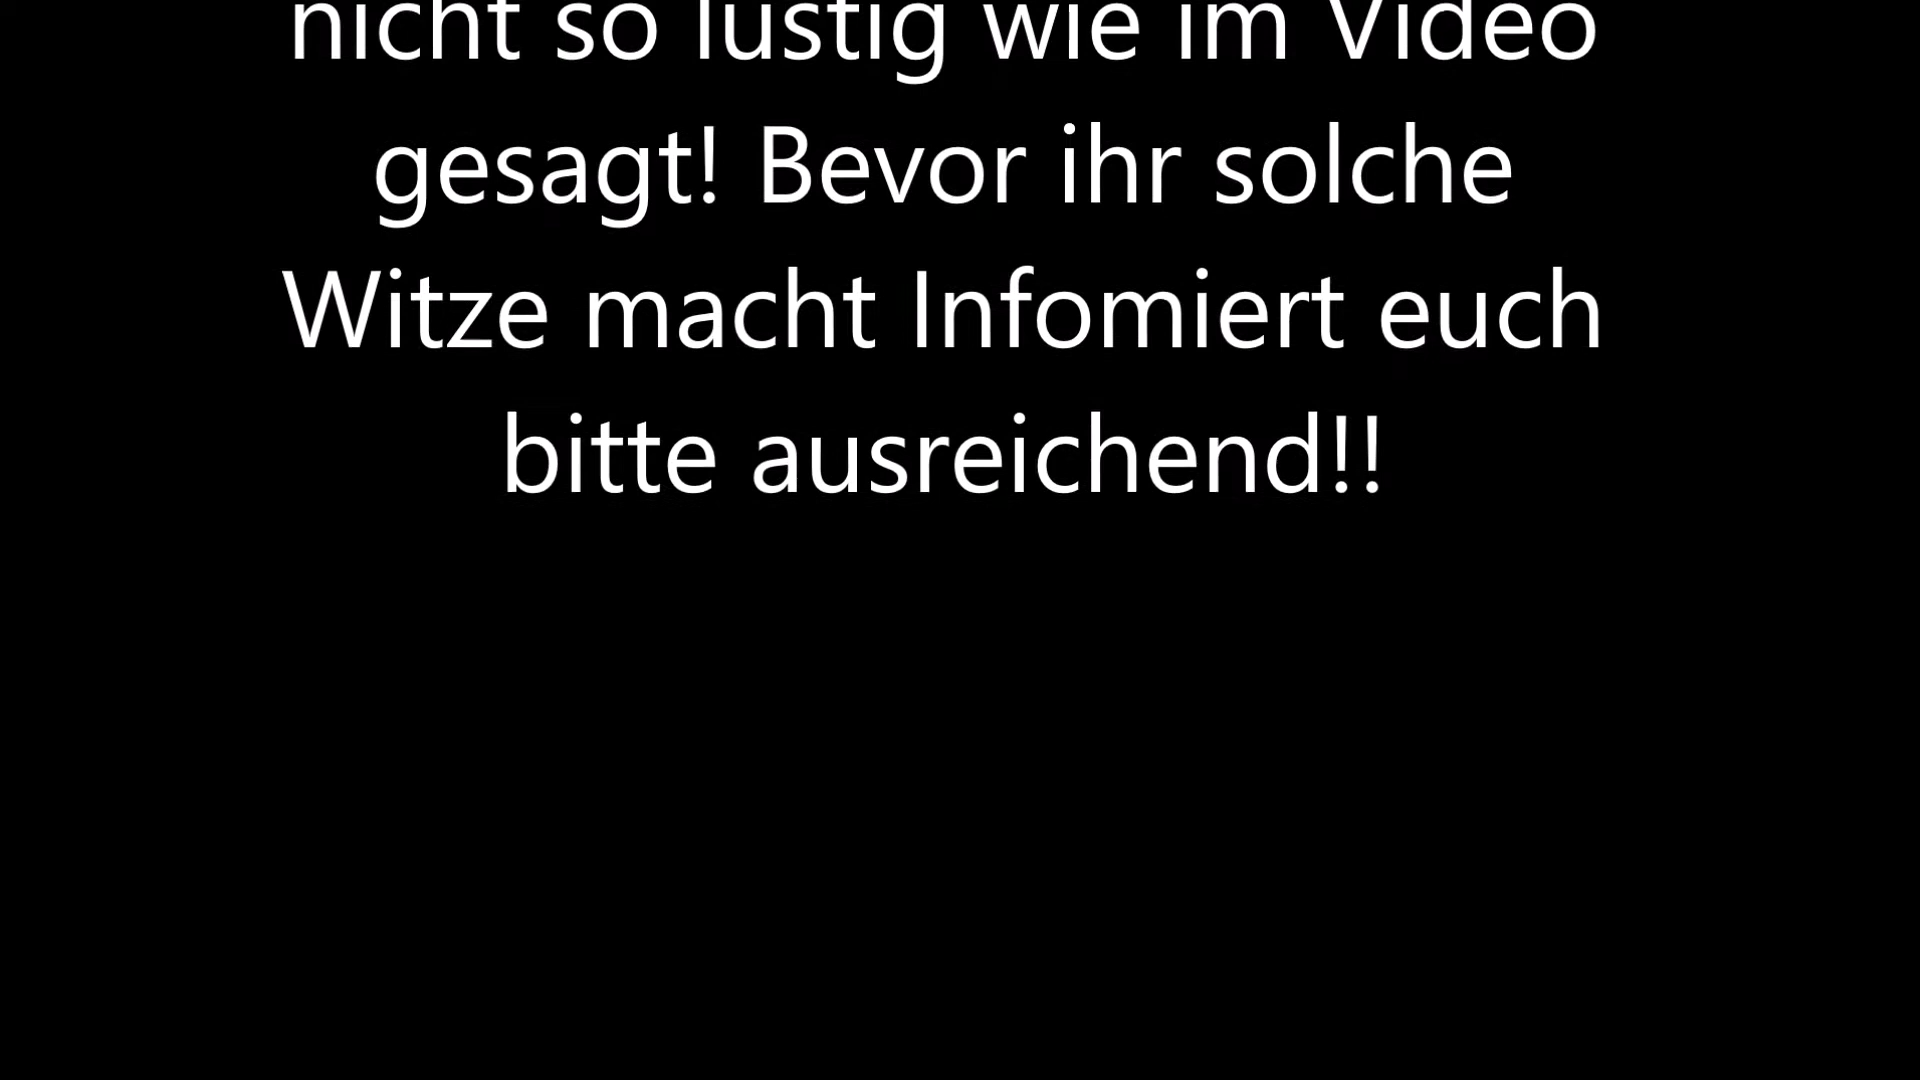 nicht so lustig wie im Video
gesagt! Bevor ihr solche
Witze macht Infomiert euch
bitte ausreichend!!